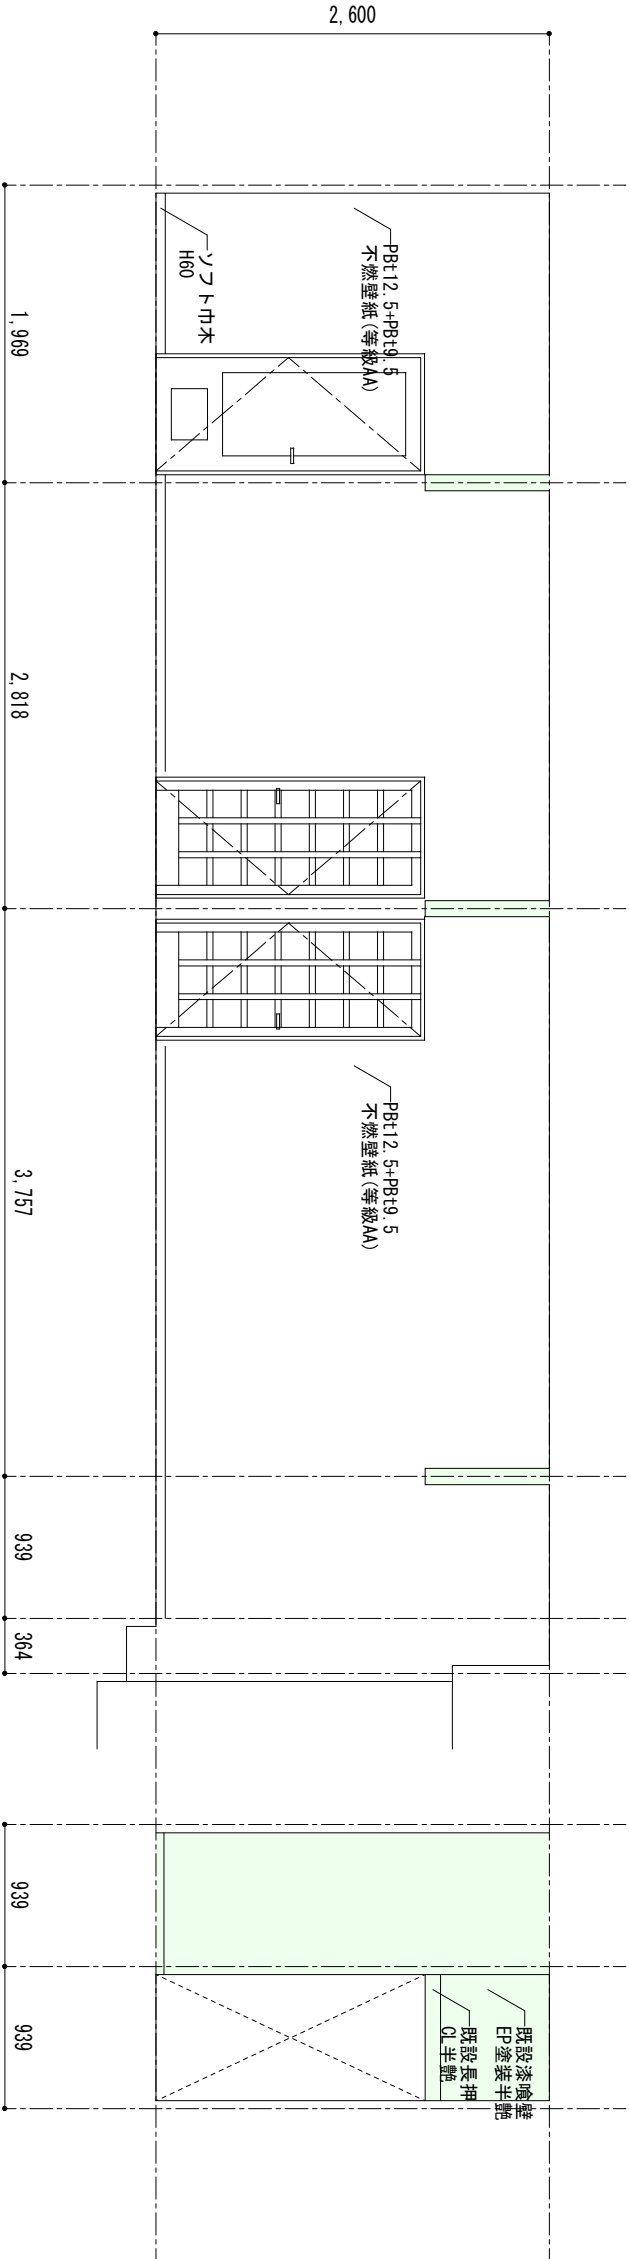 2,600
PBt12.5+PBt9.5
不燃壁紙(等級AA)
ソフト巾木
H60
1,969
2,818
PBt12.5+PBt9.5
不燃壁紙(等級AA)
3,757
939
364
939
939
既設漆喰壁
EP塗装半艶
既設長押
CL半艶